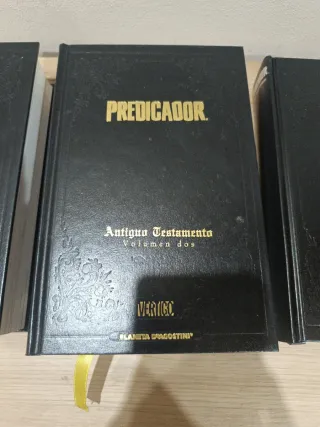 PREDICADOR.
Antiguo Testamento
Volumen dos
VERTIGO
PLANETA DEAGOSTINI